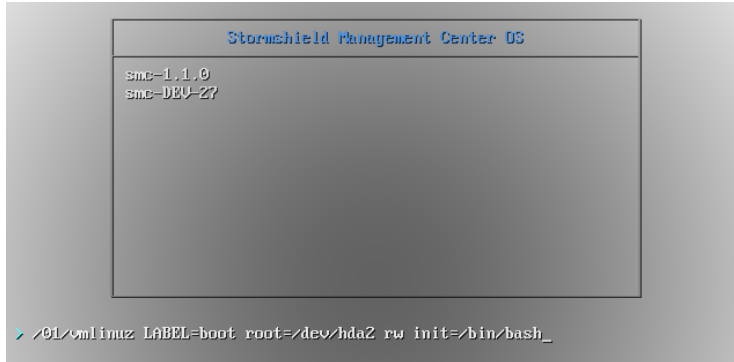 Stormshield Management Center OS
smc-1.1.0
smc-DEV-27
> /01/vmlinuz LABEL=boot root=/dev/hda2 rw init=/bin/bash_